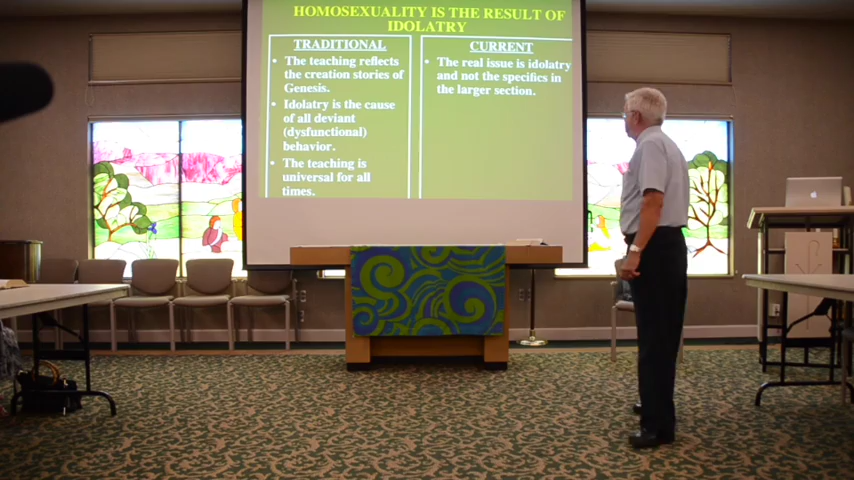 HOMOSEXUALITY IS THE RESULT OF
IDOLATRY
TRADITIONAL
• The teaching reflects
the creation stories of
Genesis.
• Idolatry is the cause
of all deviant
(dysfunctional)
behavior.
• The teaching is
universal for all
times.
CURRENT
• The real issue is idolatry
and not the specifics in
the larger section.